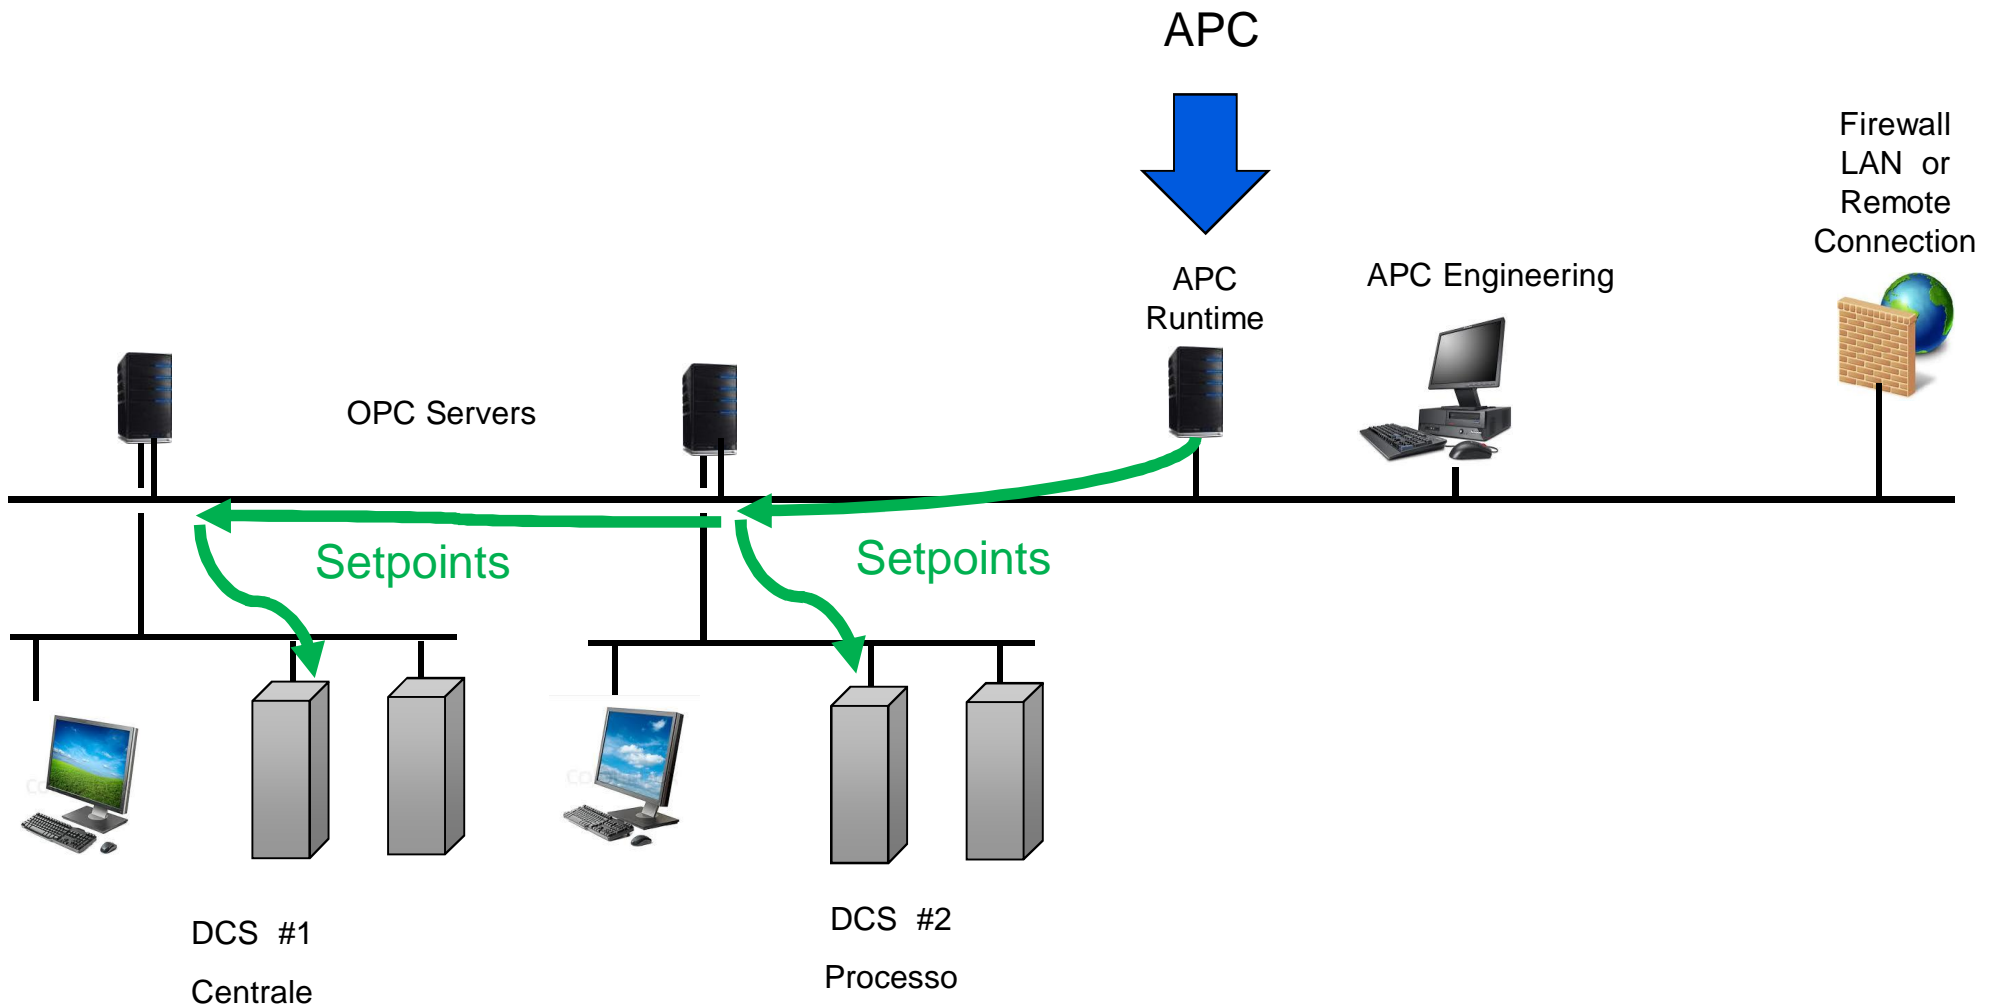 APC
Firewall
LAN or
Remote
Connection
APC
Runtime
APC Engineering
OPC Servers
Setpoints
Setpoints
DCS #1
Centrale
DCS #2
Processo